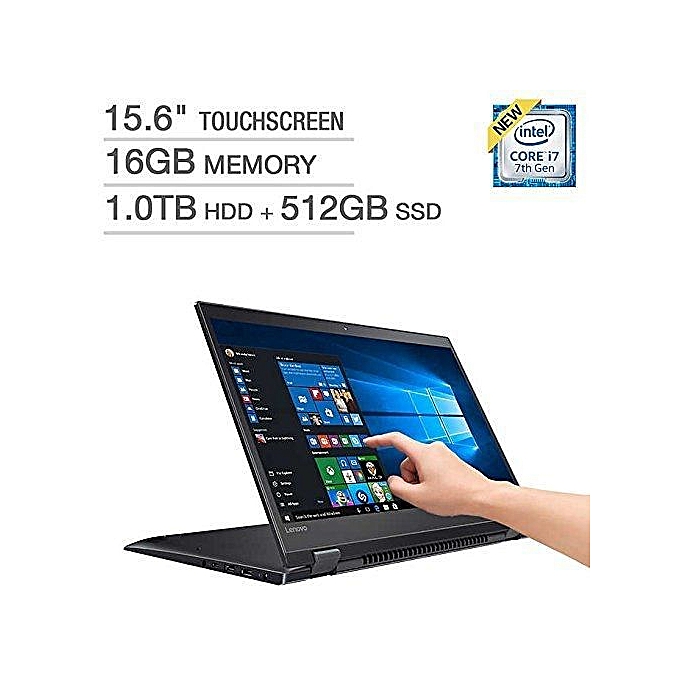 15.6" TOUCHSCREEN
16GB MEMORY
1.0TB HDD + 512GB SSD
NEW
intel
CORE i7
7th Gen
Lenovo